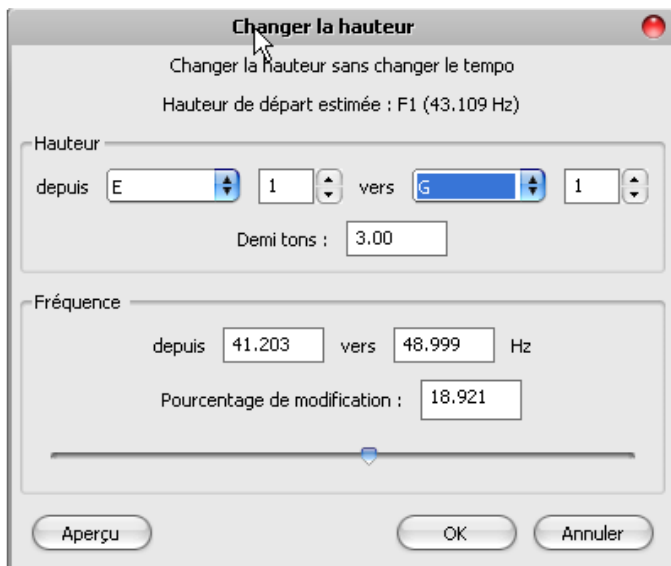 Changer la hauteur
Changer la hauteur sans changer le tempo
Hauteur de départ estimée : F1 (43.109 Hz)
Hauteur
depuis E 1 vers G 1
Demi tons : 3.00
Fréquence
depuis 41.203 vers 48.999 Hz
Pourcentage de modification : 18.921
Aperçu OK Annuler